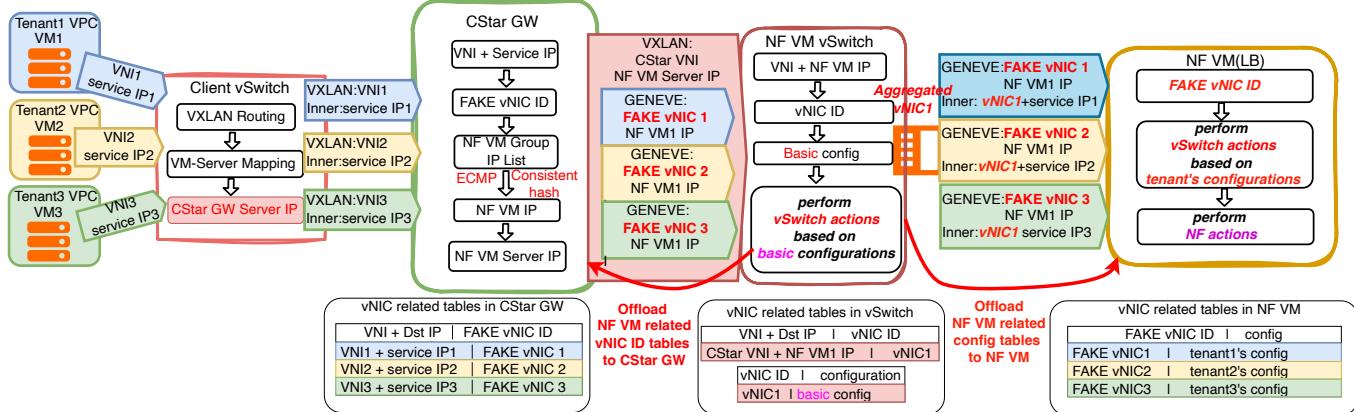 Tenant1 VPC
VM1
VNI1
service IP1
Tenant2 VPC
VM2
VNI2
service IP2
Tenant3 VPC
VM3
VNI3
service IP3
Client vSwitch
VXLAN Routing
VM-Server Mapping
CStar GW Server IP
VXLAN:VNI1
Inner:service IP1
VXLAN:VNI2
Inner:service IP2
VXLAN:VNI3
Inner:service IP3
CStar GW
VNI + Service IP
FAKE vNIC ID
NF VM Group
IP List
ECMP
Consistent
hash
NF VM IP
NF VM Server IP
VXLAN:
CStar VNI
NF VM Server IP
GENEVE:
FAKE vNIC 1
NF VM1 IP
GENEVE:
FAKE vNIC 2
NF VM1 IP
GENEVE:
FAKE vNIC 3
NF VM1 IP
NF VM vSwitch
VNI + NF VM IP
vNIC ID
Basic config
perform
vSwitch actions
based on
basic configurations
Aggregated
vNIC1
GENEVE:FAKE vNIC 1
NF VM1 IP
Inner: vNIC1+service IP1
GENEVE:FAKE vNIC 2
NF VM1 IP
Inner:vNIC1+service IP2
GENEVE:FAKE vNIC 3
NF VM1 IP
Inner:vNIC1 service IP3
NF VM(LB)
FAKE vNIC ID
perform
vSwitch actions
based on
tenant's configurations
perform
NF actions
vNIC related tables in CStar GW
VNI + Dst IP | FAKE vNIC ID
VNI1 + service IP1 | FAKE vNIC 1
VNI2 + service IP2 | FAKE vNIC 2
VNI3 + service IP3 | FAKE vNIC 3
Offload
NF VM related
vNIC ID tables
to CStar GW
vNIC related tables in vSwitch
VNI + Dst IP | vNIC ID
CStar VNI + NF VM1 IP | vNIC1
vNIC ID | configuration
vNIC1 | basic config
Offload
NF VM related
config tables
to NF VM
vNIC related tables in NF VM
FAKE vNIC ID | config
FAKE vNIC1 | tenant1's config
FAKE vNIC2 | tenant2's config
FAKE vNIC3 | tenant3's config